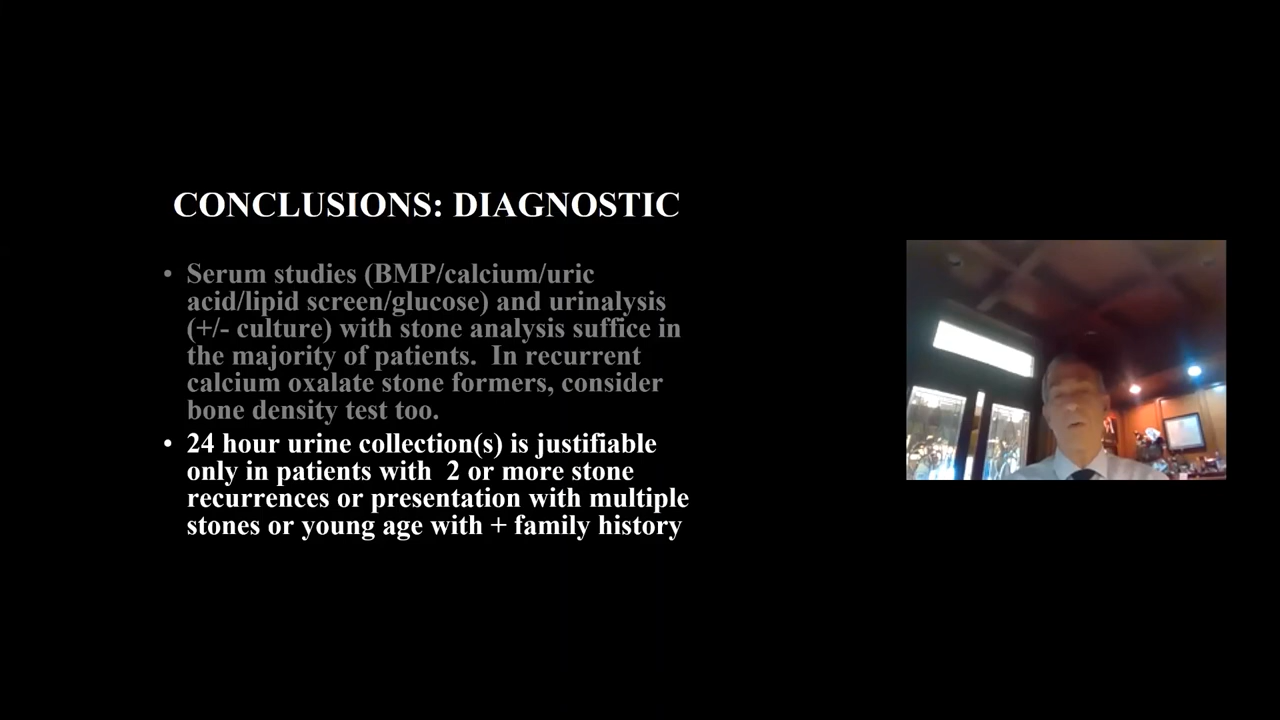 CONCLUSIONS: DIAGNOSTIC
• Serum studies (BMP/calcium/uric
acid/lipid screen/glucose) and urinalysis
(+/- culture) with stone analysis suffice in
the majority of patients.  In recurrent
calcium oxalate stone formers, consider
bone density test too.
• 24 hour urine collection(s) is justifiable
only in patients with  2 or more stone
recurrences or presentation with multiple
stones or young age with + family history